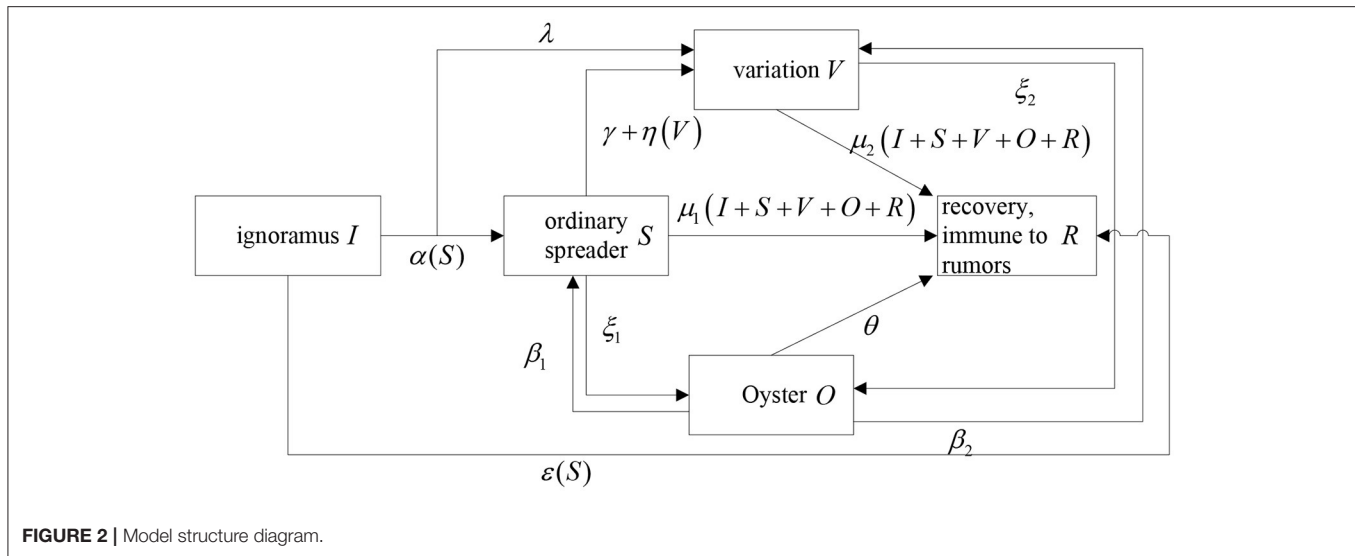 λ
variation V
ξ₂
γ + η(V)
μ₂(I + S + V + O + R)
ignoramus I
α(S)
ordinary
spreader S
μ₁(I + S + V + O + R)
recovery,
immune to R
rumors
β₁
ξ₁
θ
Oyster O
β₂
ε(S)
FIGURE 2 | Model structure diagram.